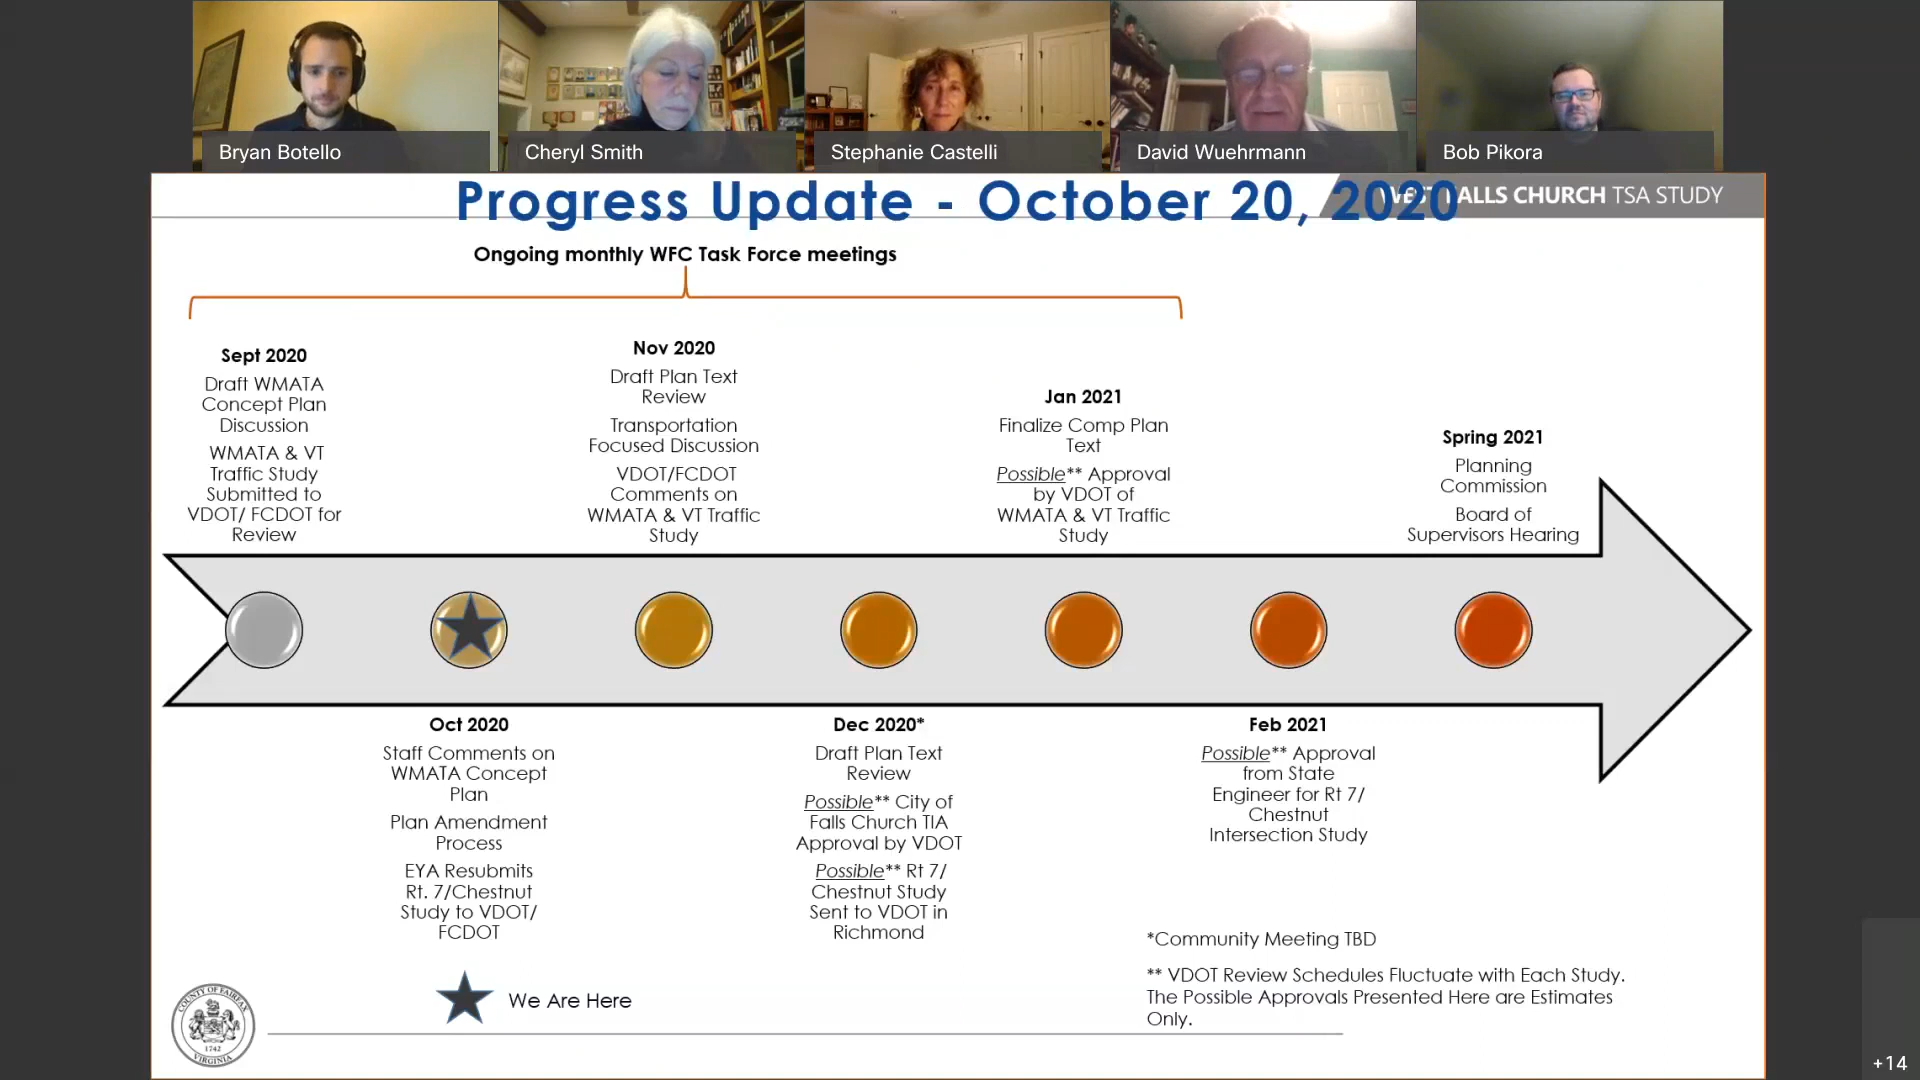 Bryan Botello
Cheryl Smith
Stephanie Castelli
David Wuehrmann
Bob Pikora
Progress Update - October 20, 2020
WEST FALLS CHURCH TSA STUDY
Ongoing monthly WFC Task Force meetings
Sept 2020
Draft WMATA
Concept Plan
Discussion
WMATA & VT
Traffic Study
Submitted to
VDOT/ FCDOT for
Review
Nov 2020
Draft Plan Text
Review
Transportation
Focused Discussion
VDOT/FCDOT
Comments on
WMATA & VT Traffic
Study
Jan 2021
Finalize Comp Plan
Text
Possible** Approval
by VDOT of
WMATA & VT Traffic
Study
Spring 2021
Planning
Commission
Board of
Supervisors Hearing
Oct 2020
Staff Comments on
WMATA Concept
Plan
Plan Amendment
Process
EYA Resubmits
Rt. 7/Chestnut
Study to VDOT/
FCDOT
Dec 2020*
Draft Plan Text
Review
Possible** City of
Falls Church TIA
Approval by VDOT
Possible** Rt 7/
Chestnut Study
Sent to VDOT in
Richmond
Feb 2021
Possible** Approval
from State
Engineer for Rt 7/
Chestnut
Intersection Study
*Community Meeting TBD
** VDOT Review Schedules Fluctuate with Each Study.
The Possible Approvals Presented Here are Estimates
Only.
We Are Here
COUNTY OF FAIRFAX
1742
VIRGINIA
+14